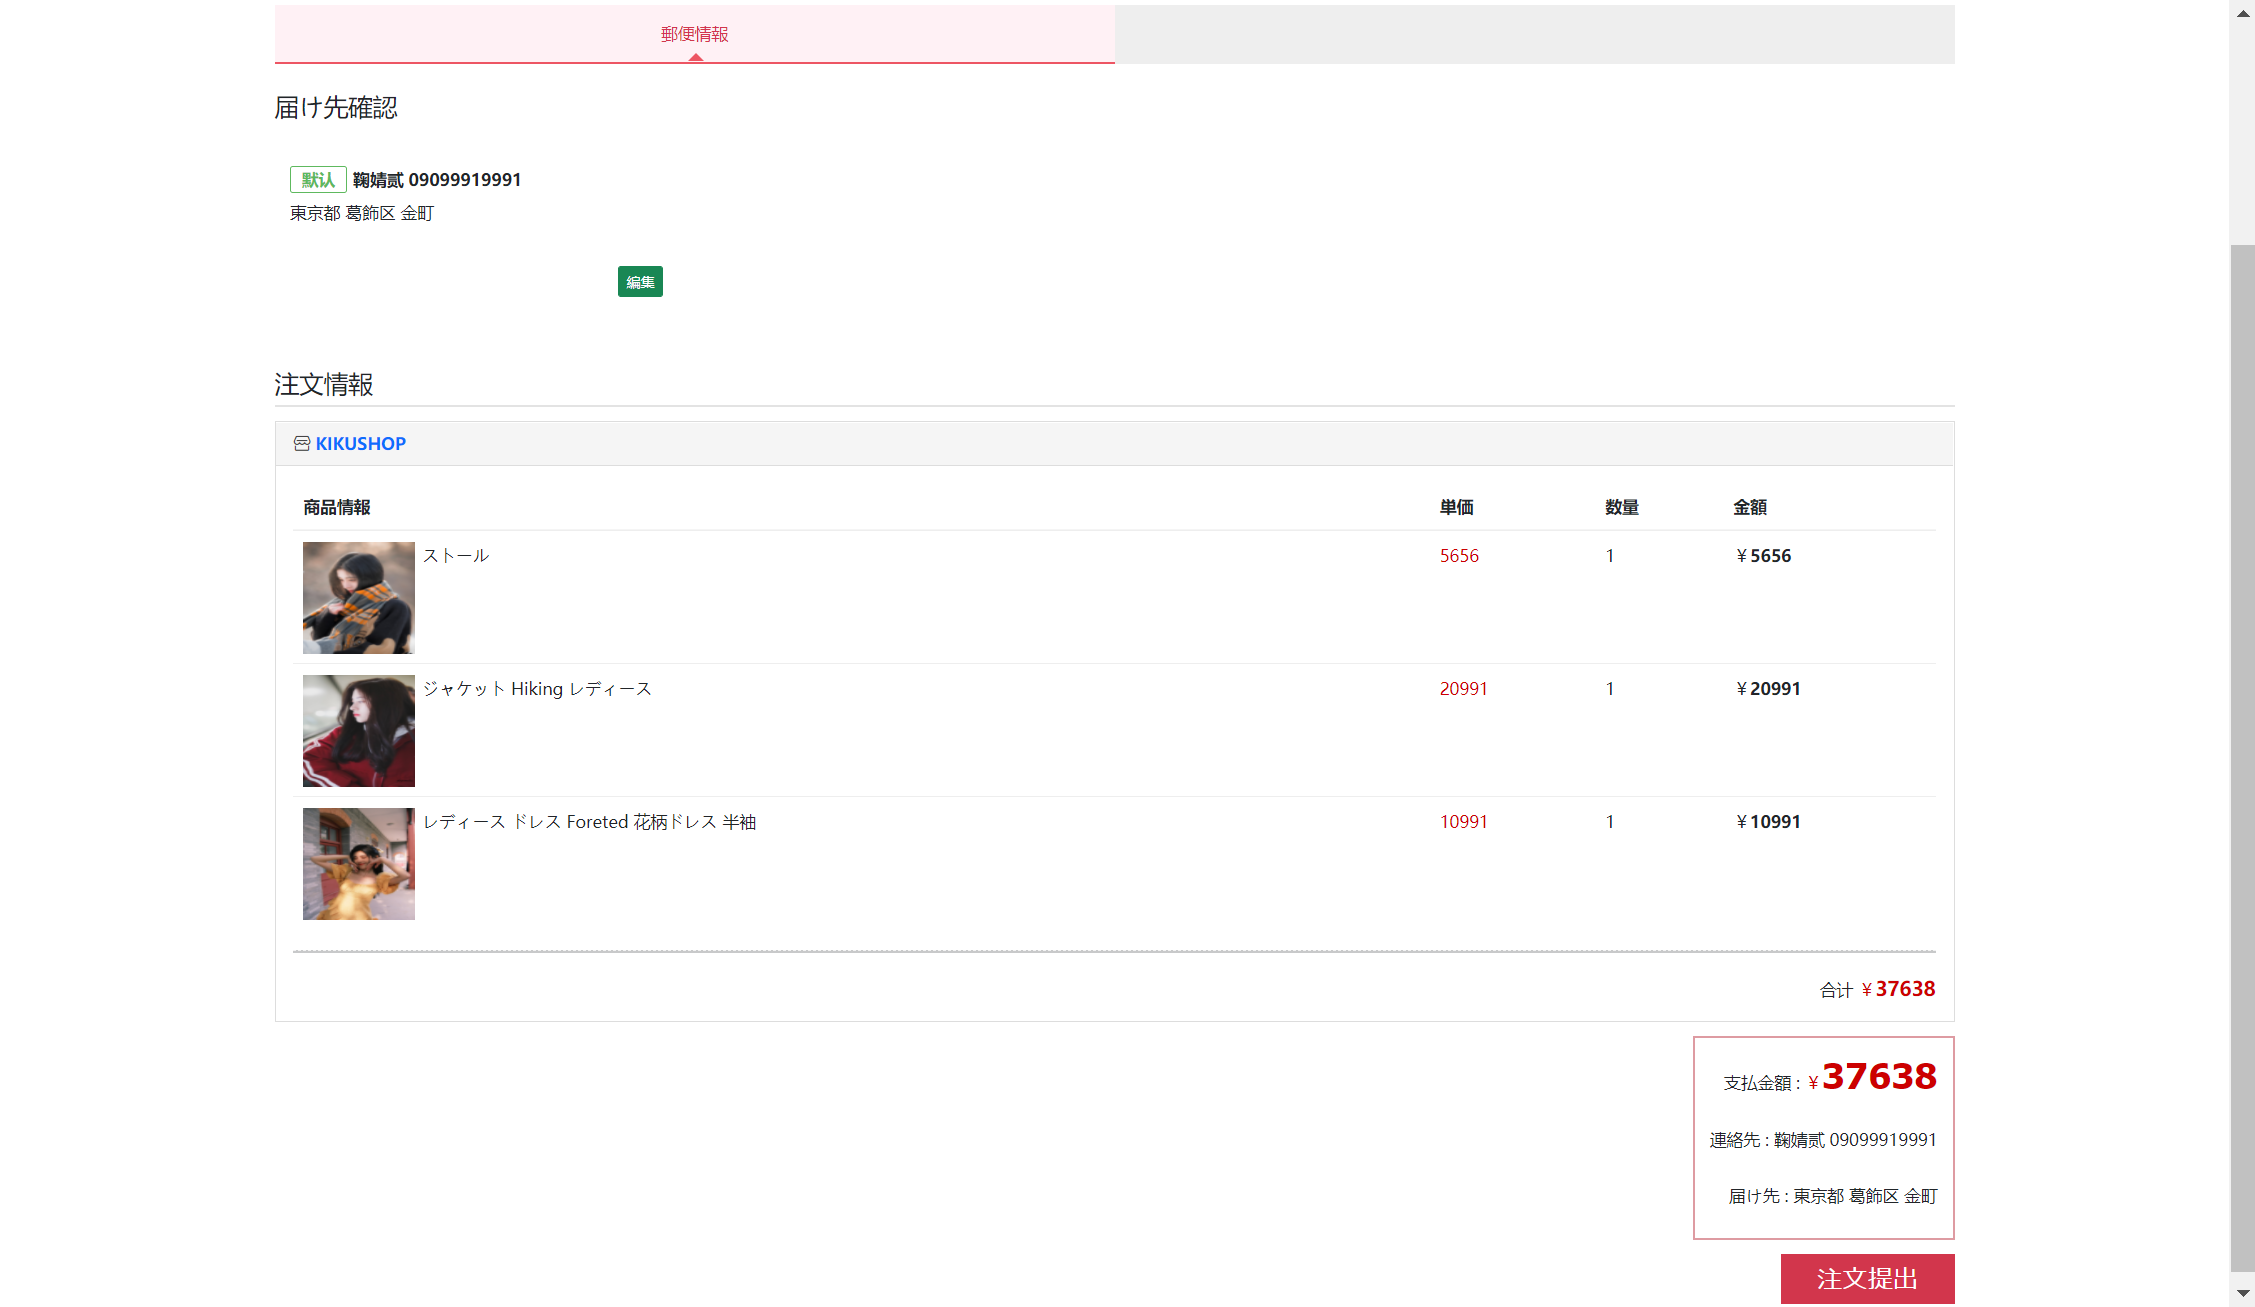 郵便情報
届け先確認
默认 鞠婧贰 09099919991
東京都 葛飾区 金町
編集
注文情報
KIKUSHOP
商品情報 単価 数量 金額
ストール 5656 1 ￥5656
ジャケット Hiking レディース 20991 1 ￥20991
レディース ドレス Foreted 花柄ドレス 半袖 10991 1 ￥10991
合计 ￥37638
支払金額 : ￥37638
連絡先 : 鞠婧贰 09099919991
届け先 : 東京都 葛飾区 金町
注文提出